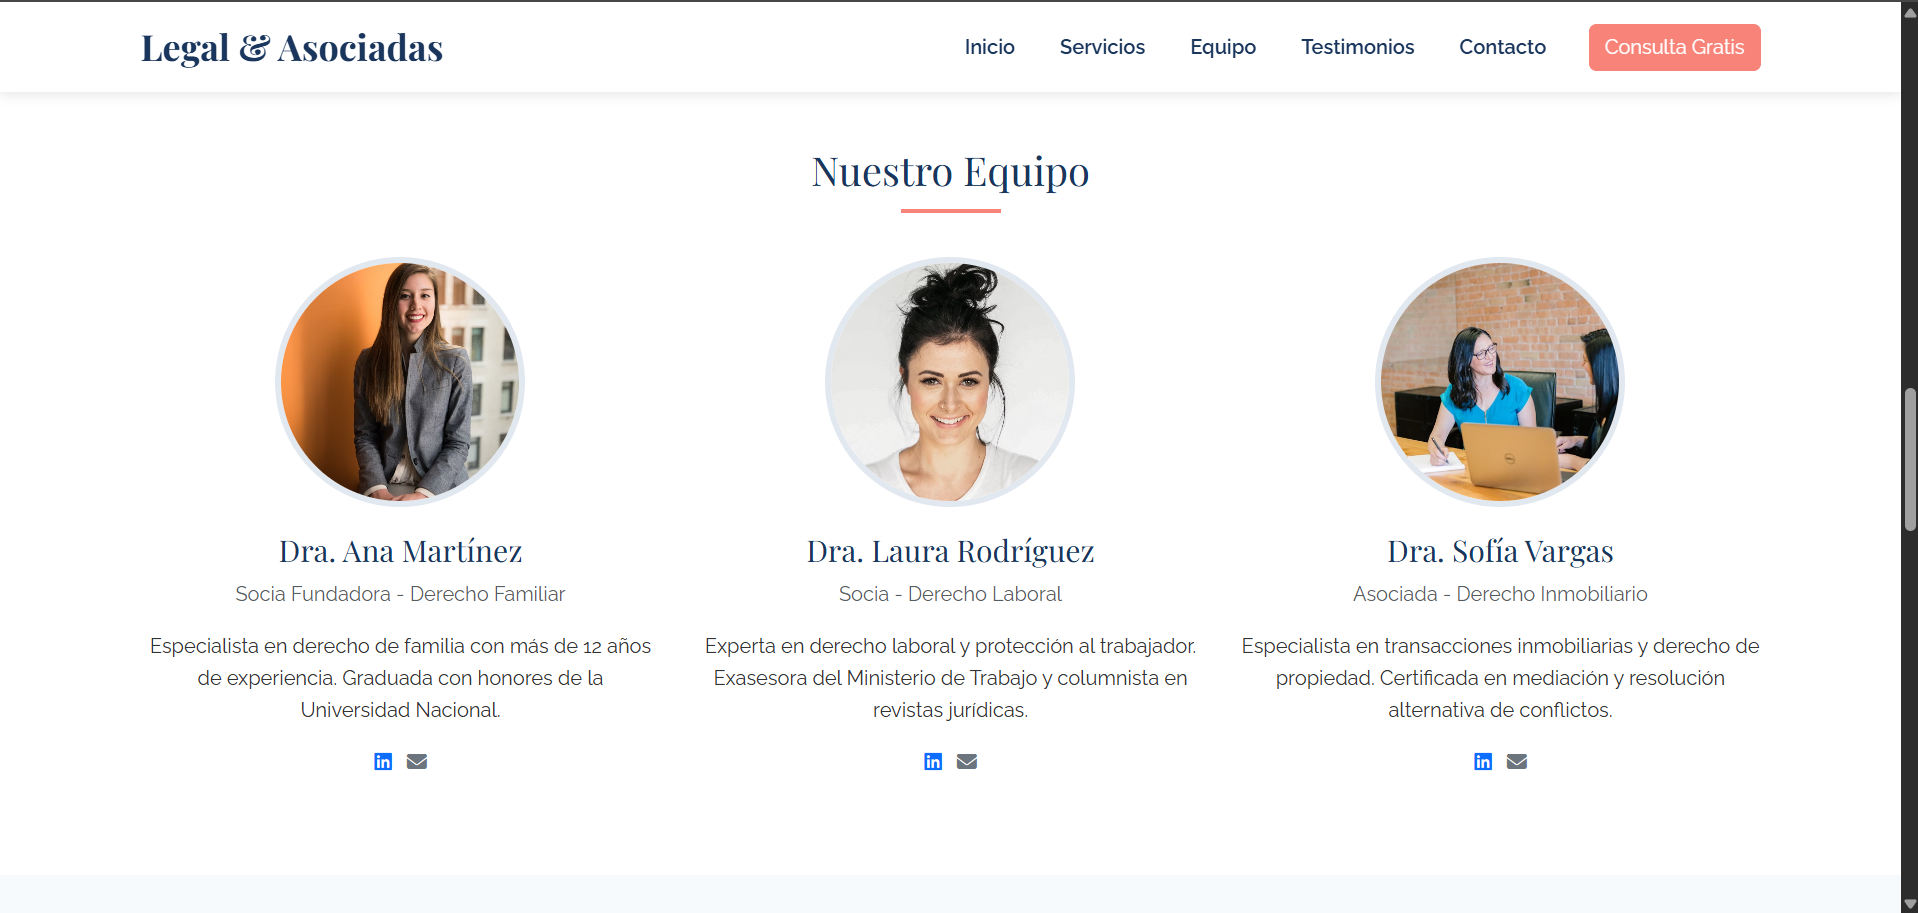 Legal & Asociadas
Inicio
Servicios
Equipo
Testimonios
Contacto
Consulta Gratis
Nuestro Equipo
Dra. Ana Martínez
Socia Fundadora - Derecho Familiar
Especialista en derecho de familia con más de 12 años
de experiencia. Graduada con honores de la
Universidad Nacional.
in
Dra. Laura Rodríguez
Socia - Derecho Laboral
Experta en derecho laboral y protección al trabajador.
Exasesora del Ministerio de Trabajo y columnista en
revistas jurídicas.
in
Dra. Sofía Vargas
Asociada - Derecho Inmobiliario
Especialista en transacciones inmobiliarias y derecho de
propiedad. Certificada en mediación y resolución
alternativa de conflictos.
in